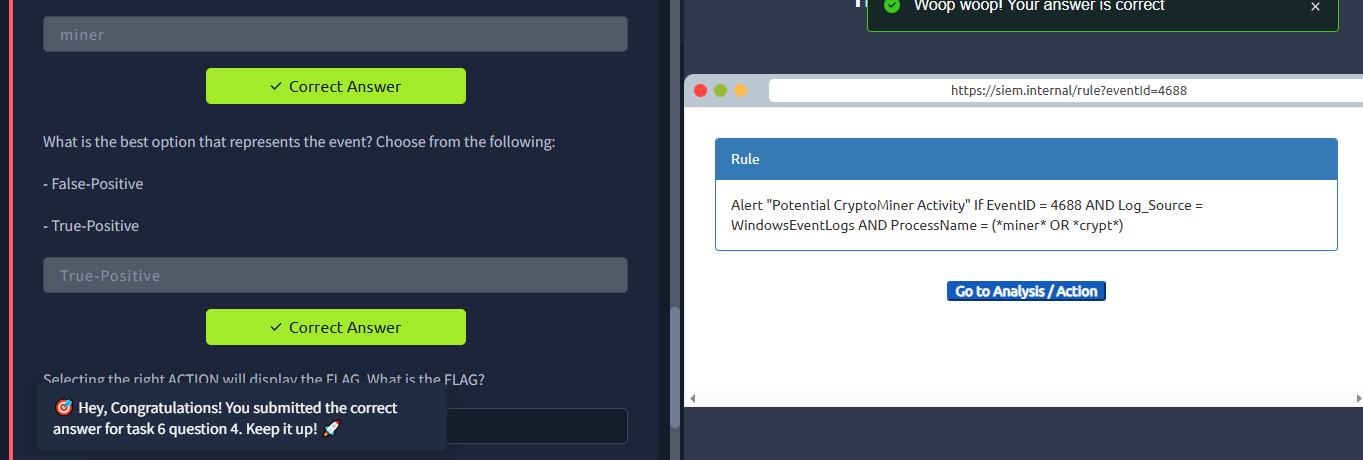 miner
✓ Correct Answer
What is the best option that represents the event? Choose from the following:
- False-Positive
- True-Positive
True-Positive
✓ Correct Answer
Selecting the right ACTION will display the FLAG. What is the FLAG?
🎯 Hey, Congratulations! You submitted the correct
answer for task 6 question 4. Keep it up! 🚀
Woop woop! Your answer is correct
https://siem.internal/rule?eventId=4688
Rule
Alert "Potential CryptoMiner Activity" If EventID = 4688 AND Log_Source =
WindowsEventLogs AND ProcessName = (*miner* OR *crypt*)
Go to Analysis / Action